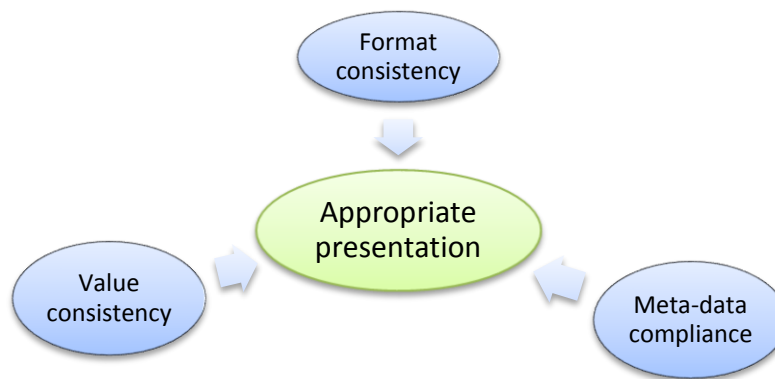 Format
consistency
Appropriate
presentation
Value
consistency
Meta-data
compliance